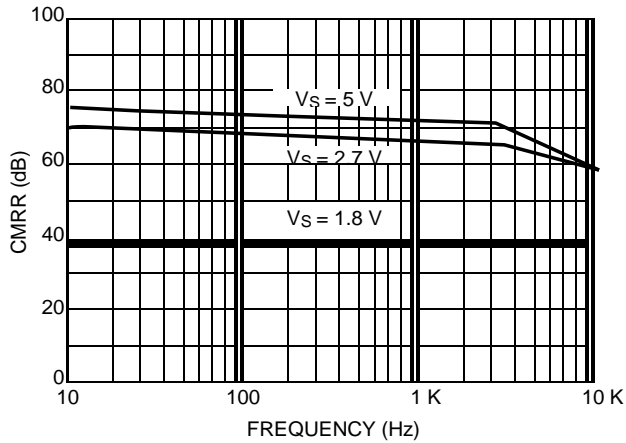 100
80
60
40
20
0
CMRR (dB)
VS = 5 V
VS = 2.7 V
VS = 1.8 V
10
100
1 K
10 K
FREQUENCY (Hz)